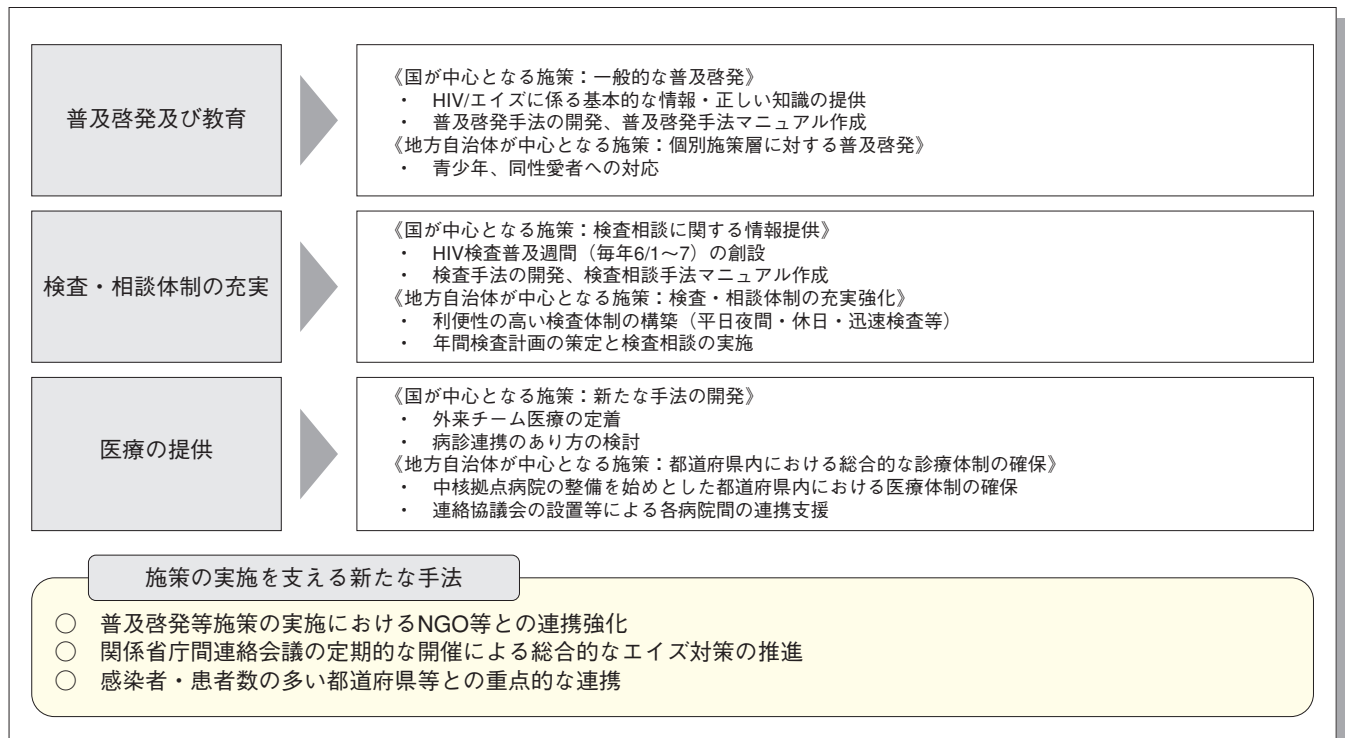 普及啓発及び教育
《国が中心となる施策：一般的な普及啓発》
・ HIV/エイズに係る基本的な情報・正しい知識の提供
・ 普及啓発手法の開発、普及啓発手法マニュアル作成
《地方自治体が中心となる施策：個別施策層に対する普及啓発》
・ 青少年、同性愛者への対応
検査・相談体制の充実
《国が中心となる施策：検査相談に関する情報提供》
・ HIV検査普及週間（毎年6/1～7）の創設
・ 検査手法の開発、検査相談手法マニュアル作成
《地方自治体が中心となる施策：検査・相談体制の充実強化》
・ 利便性の高い検査体制の構築（平日夜間・休日・迅速検査等）
・ 年間検査計画の策定と検査相談の実施
医療の提供
《国が中心となる施策：新たな手法の開発》
・ 外来チーム医療の定着
・ 病診連携のあり方の検討
《地方自治体が中心となる施策：都道府県内における総合的な診療体制の確保》
・ 中核拠点病院の整備を始めとした都道府県内における医療体制の確保
・ 連絡協議会の設置等による各病院間の連携支援
施策の実施を支える新たな手法
○ 普及啓発等施策の実施におけるNGO等との連携強化
○ 関係省庁間連絡会議の定期的な開催による総合的なエイズ対策の推進
○ 感染者・患者数の多い都道府県等との重点的な連携